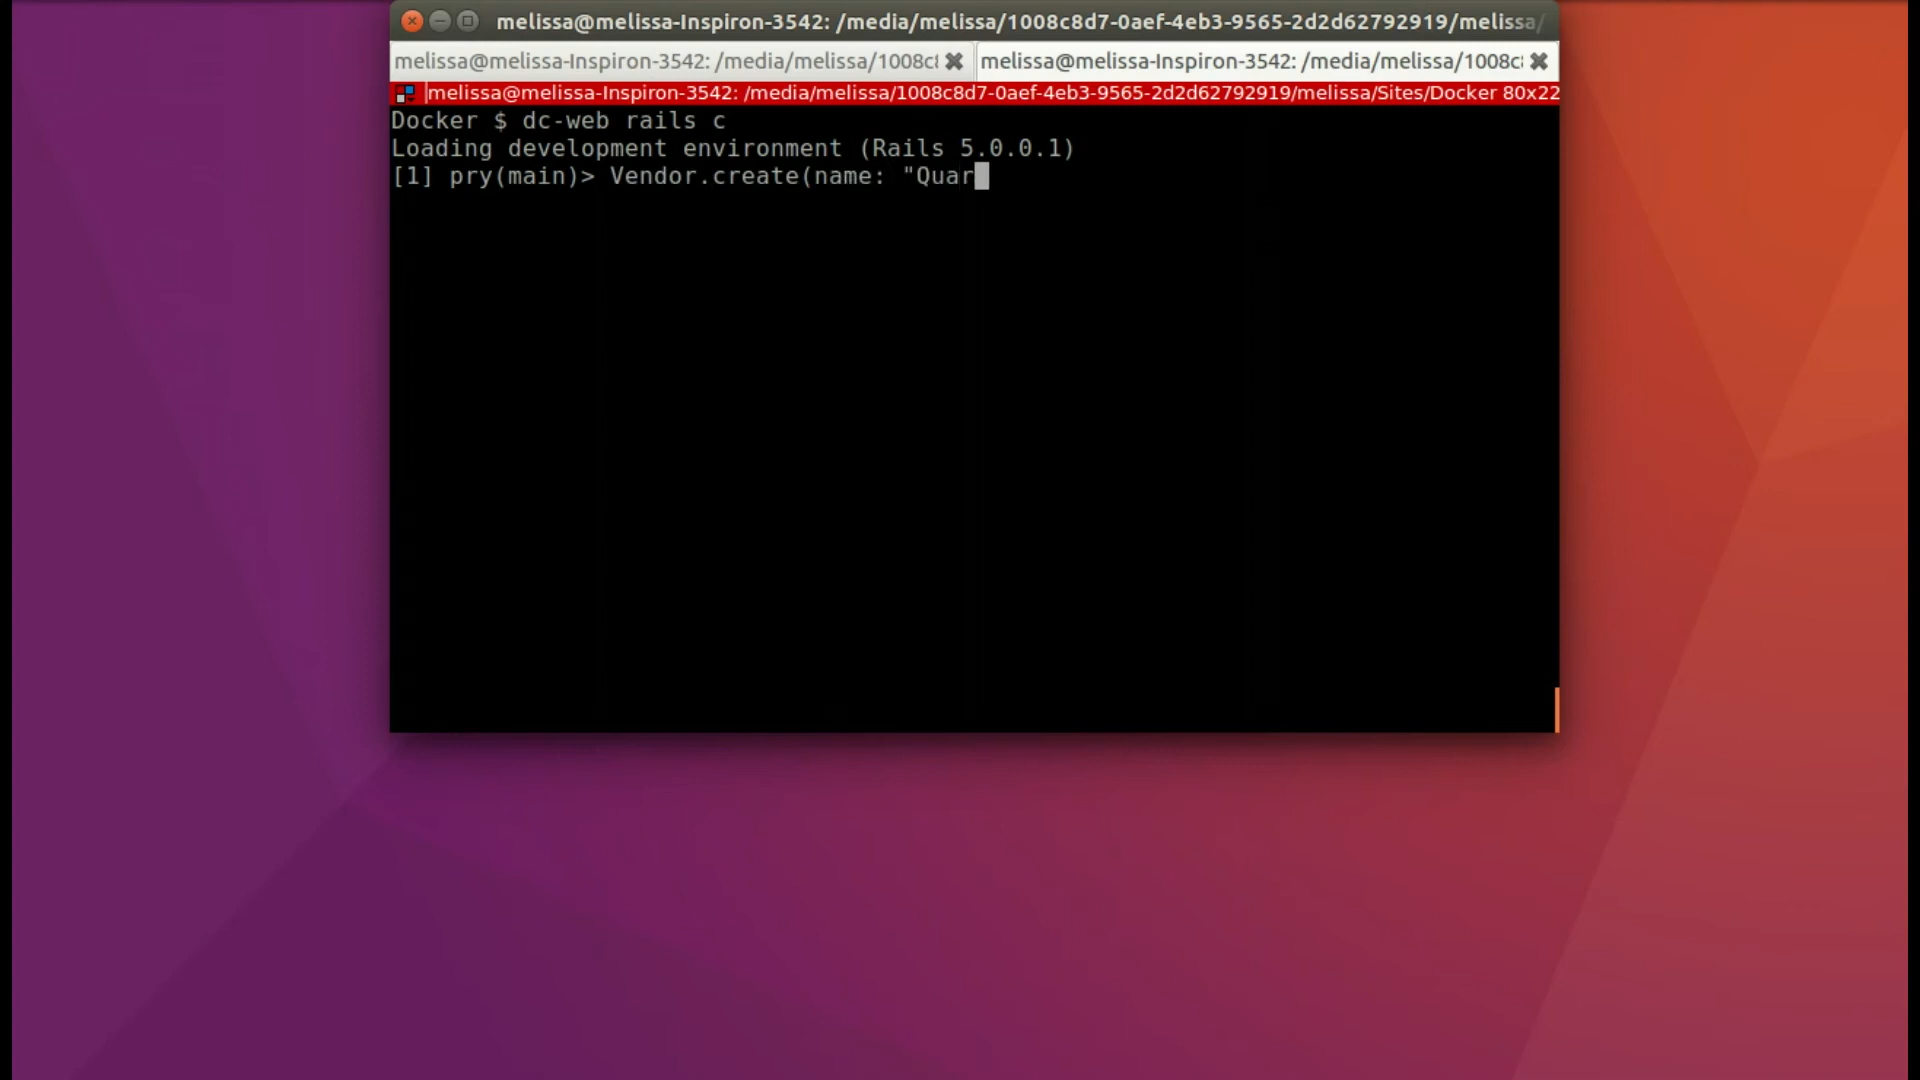 melissa@melissa-Inspiron-3542: /media/melissa/1008c8d7-0aef-4eb3-9565-2d2d62792919/melissa/
melissa@melissa-Inspiron-3542: /media/melissa/1008c
melissa@melissa-Inspiron-3542: /media/melissa/1008c
melissa@melissa-Inspiron-3542: /media/melissa/1008c8d7-0aef-4eb3-9565-2d2d62792919/melissa/Sites/Docker 80x22
Docker $ dc-web rails c
Loading development environment (Rails 5.0.0.1)
[1] pry(main)> Vendor.create(name: "Quar